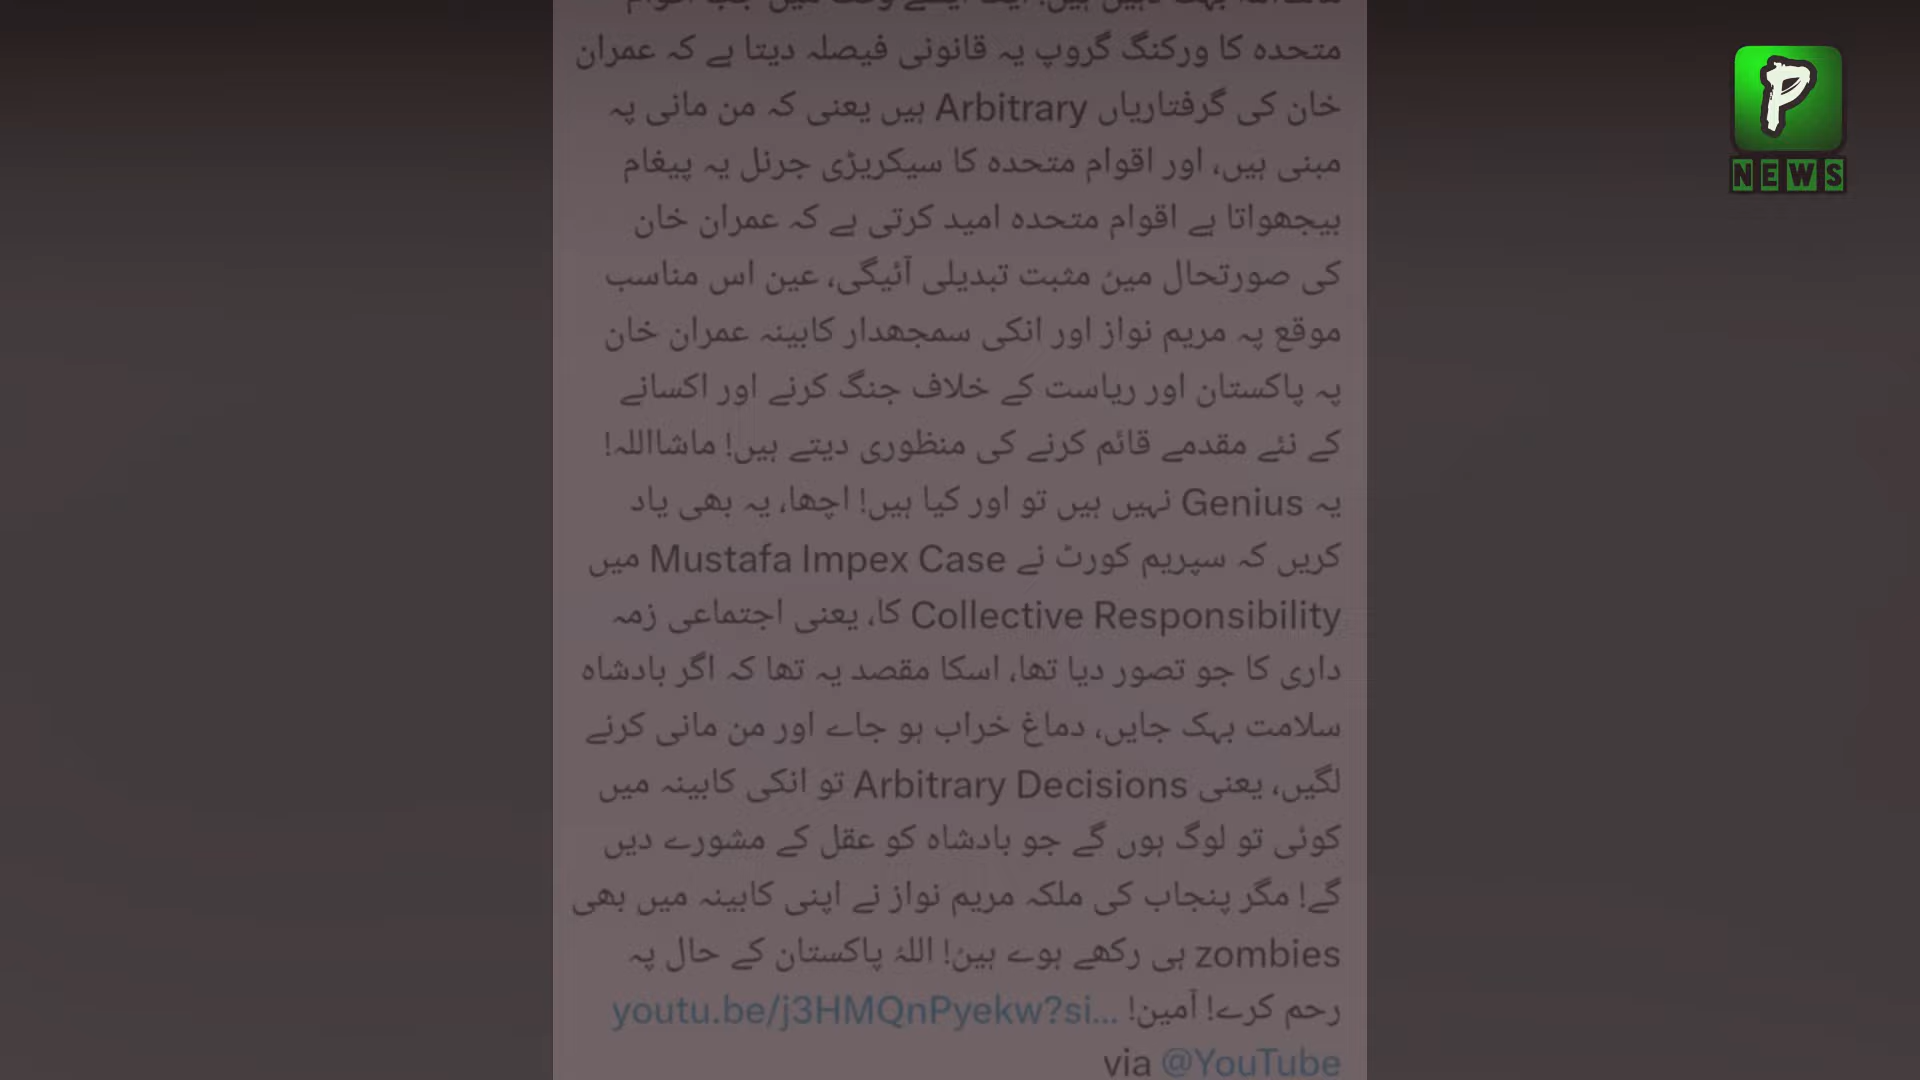 متحدہ کا ورکنگ گروپ یہ قانونی فیصلہ دیتا ہے کہ عمران
خان کی گرفتاریاں Arbitrary ہیں یعنی کہ من مانی پہ
مبنی ہیں، اور اقوام متحدہ کا سیکریڑی جرنل یہ پیغام
بیجھواتا ہے اقوام متحدہ امید کرتی ہے کہ عمران خان
کی صورتحال مینُ مثبت تبدیلی آئیگی، عین اس مناسب
موقع پہ مریم نواز اور انکی سمجھدار کابینہ عمران خان
پہ پاکستان اور ریاست کے خلاف جنگ کرنے اور اکسانے
کے نئے مقدمے قائم کرنے کی منظوری دیتے ہیں! ماشااللہ!
یہ Genius نہیں ہیں تو اور کیا ہیں! اچھا، یہ بھی یاد
کریں کہ سپریم کورٹ نے Mustafa Impex Case میں
Collective Responsibility کا، یعنی اجتماعی زمہ
داری کا جو تصور دیا تھا، اسکا مقصد یہ تھا کہ اگر بادشاہ
سلامت بہک جایں، دماغ خراب ہو جاے اور من مانی کرنے
لگیں، یعنی Arbitrary Decisions تو انکی کابینہ میں
کوئی تو لوگ ہوں گے جو بادشاہ کو عقل کے مشورے دیں
گے! مگر پنجاب کی ملکہ مریم نواز نے اپنی کابینہ میں بھی
zombies ہی رکھے ہوے ہینُ! اللہُ پاکستان کے حال پہ
رحم کرے! آمین! youtu.be/j3HMQnPyekw?si…
via @YouTube
P
NEWS